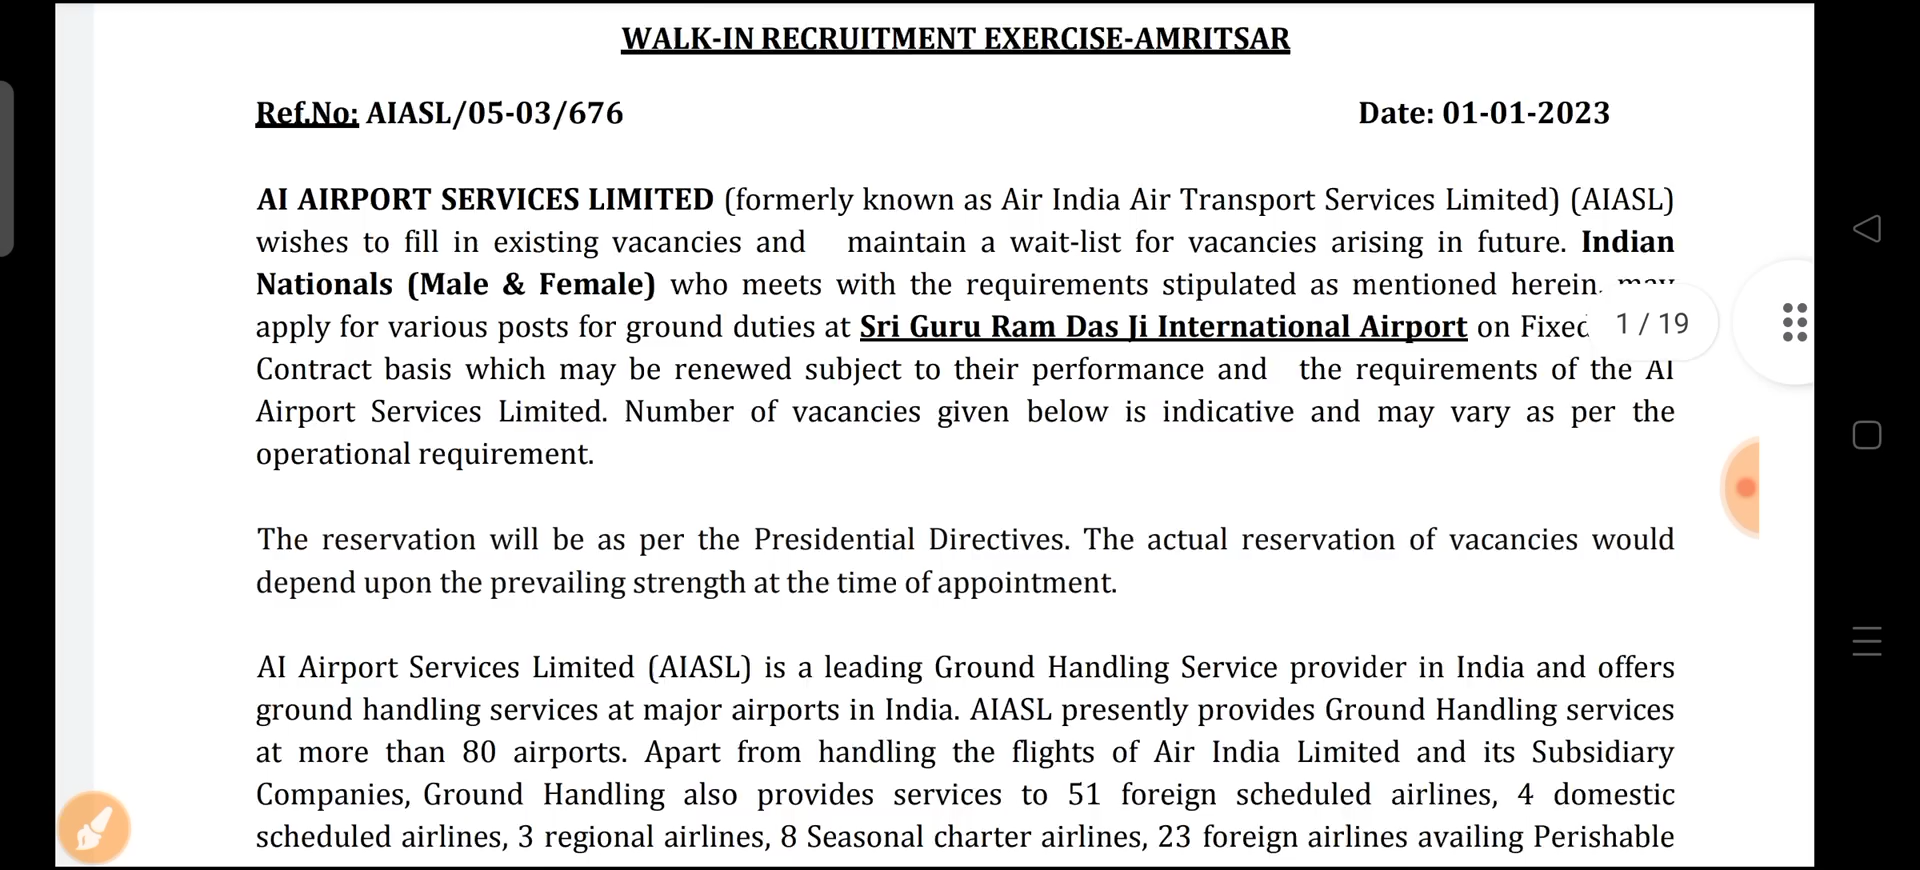 WALK-IN RECRUITMENT EXERCISE-AMRITSAR
Ref.No: AIASL/05-03/676 Date: 01-01-2023
AI AIRPORT SERVICES LIMITED (formerly known as Air India Air Transport Services Limited) (AIASL)
wishes to fill in existing vacancies and maintain a wait-list for vacancies arising in future. Indian
Nationals (Male & Female) who meets with the requirements stipulated as mentioned herein, may
apply for various posts for ground duties at Sri Guru Ram Das Ji International Airport on Fixed
1 / 19
Contract basis which may be renewed subject to their performance and the requirements of the AI
Airport Services Limited. Number of vacancies given below is indicative and may vary as per the
operational requirement.
The reservation will be as per the Presidential Directives. The actual reservation of vacancies would
depend upon the prevailing strength at the time of appointment.
AI Airport Services Limited (AIASL) is a leading Ground Handling Service provider in India and offers
ground handling services at major airports in India. AIASL presently provides Ground Handling services
at more than 80 airports. Apart from handling the flights of Air India Limited and its Subsidiary
Companies, Ground Handling also provides services to 51 foreign scheduled airlines, 4 domestic
scheduled airlines, 3 regional airlines, 8 Seasonal charter airlines, 23 foreign airlines availing Perishable